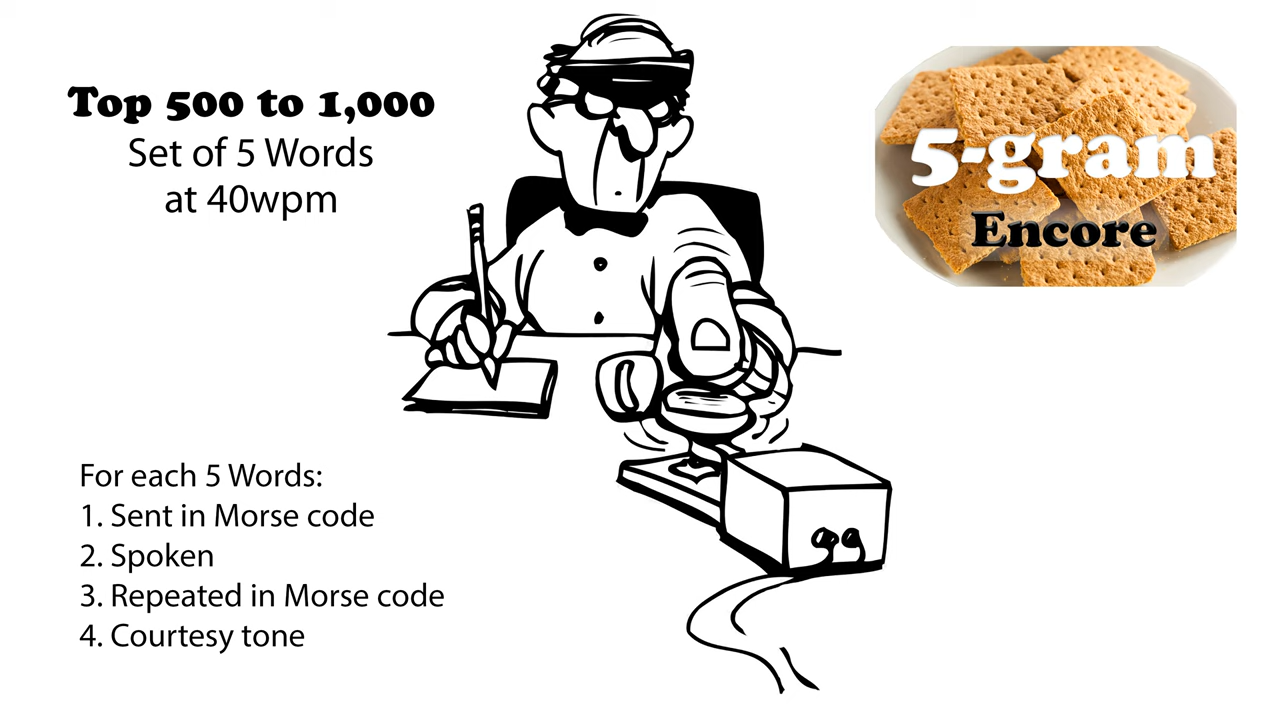 Top 500 to 1,000
Set of 5 Words
at 40wpm
5-gram
Encore
For each 5 Words:
1. Sent in Morse code
2. Spoken
3. Repeated in Morse code
4. Courtesy tone